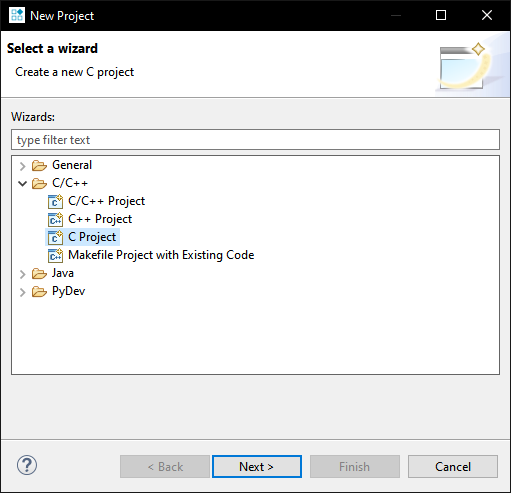 New Project
Select a wizard
Create a new C project
Wizards:
type filter text
General
C/C++
C/C++ Project
C++ Project
C Project
Makefile Project with Existing Code
Java
PyDev
? < Back Next > Finish Cancel